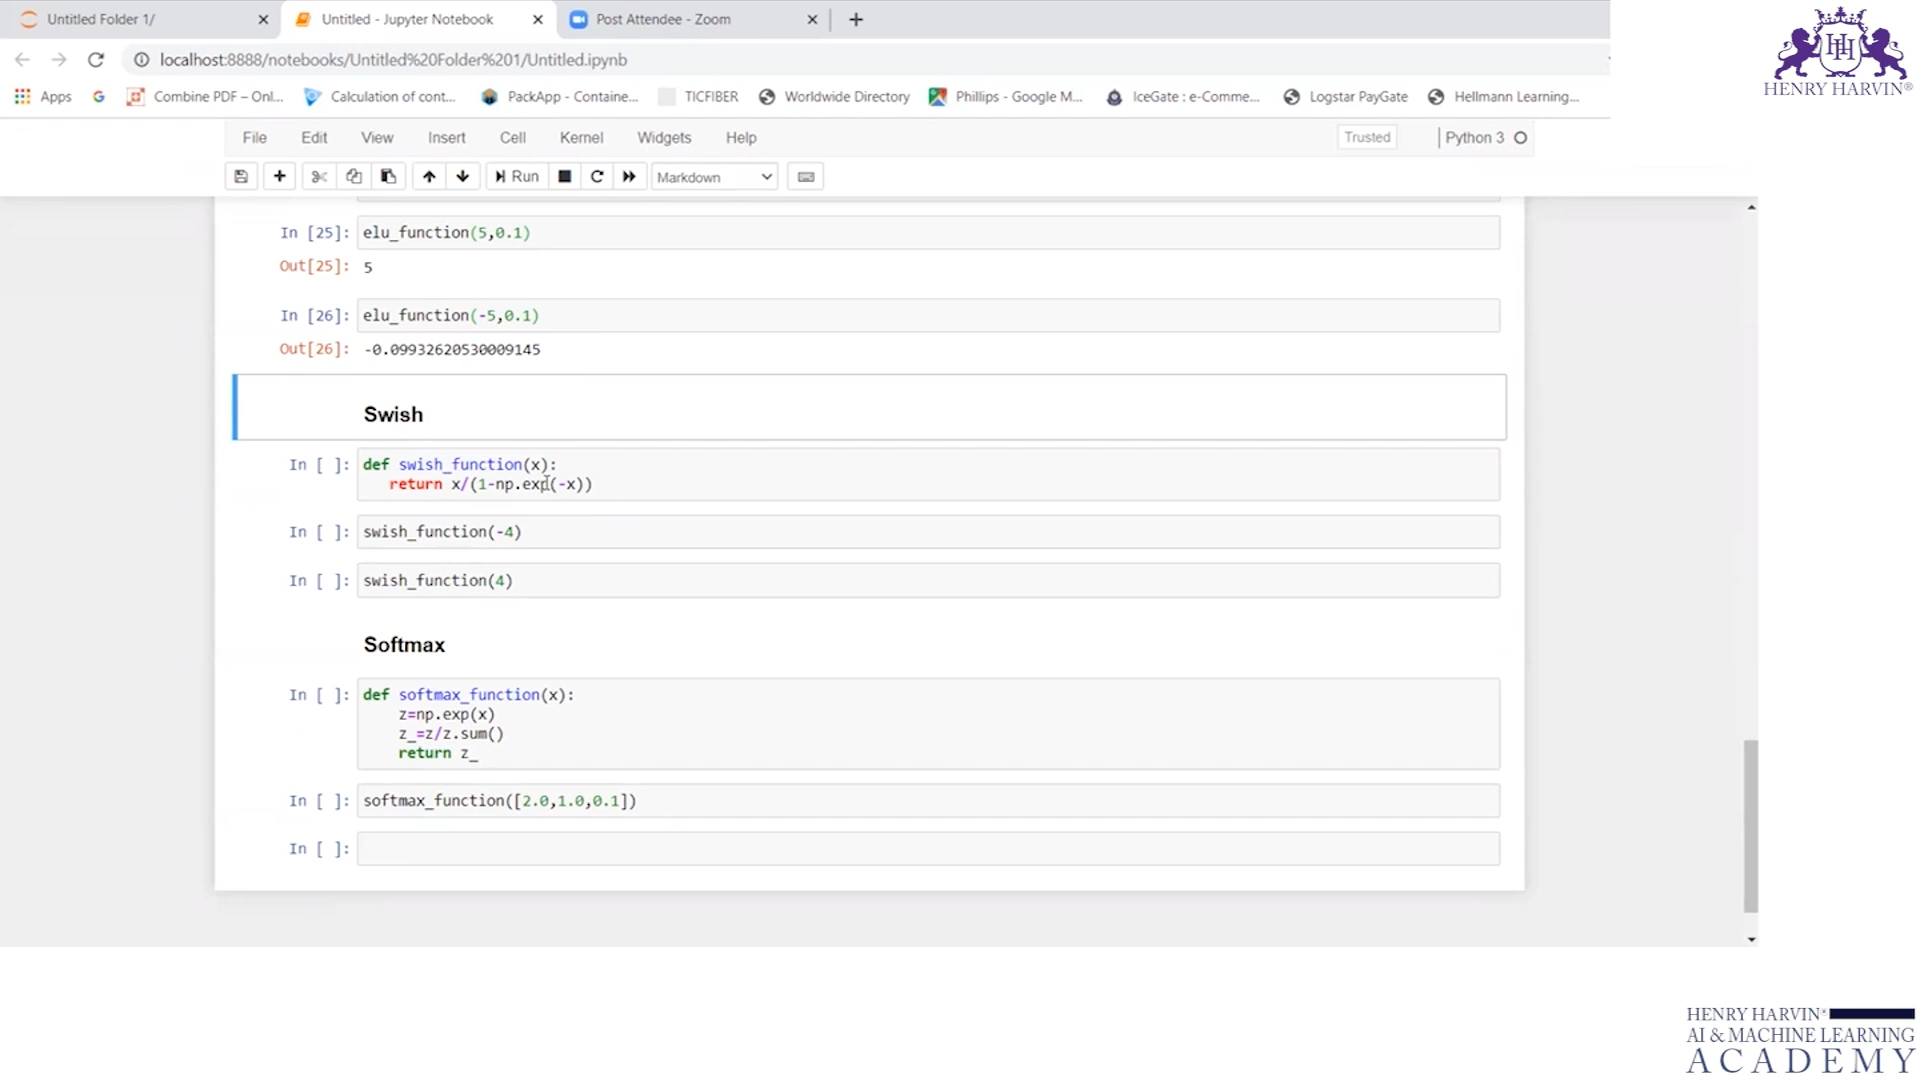 Untitled Folder 1/
Untitled - Jupyter Notebook
Post Attendee - Zoom
localhost:8888/notebooks/Untitled%20Folder%201/Untitled.ipynb
Apps
Combine PDF – Onl...
Calculation of cont...
PackApp - Containe...
TICFIBER
Worldwide Directory
Phillips - Google M...
IceGate : e-Comme...
Logstar PayGate
Hellmann Learning...
HENRY HARVIN®
File Edit View Insert Cell Kernel Widgets Help
Trusted
Python 3
Run
Markdown
In [25]: elu_function(5,0.1)
Out[25]: 5
In [26]: elu_function(-5,0.1)
Out[26]: -0.09932620530009145
Swish
In [ ]: def swish_function(x):
return x/(1-np.exp(-x))
In [ ]: swish_function(-4)
In [ ]: swish_function(4)
Softmax
In [ ]: def softmax_function(x):
z=np.exp(x)
z_=z/z.sum()
return z_
In [ ]: softmax_function([2.0,1.0,0.1])
In [ ]:
HENRY HARVIN®
AI & MACHINE LEARNING
ACADEMY